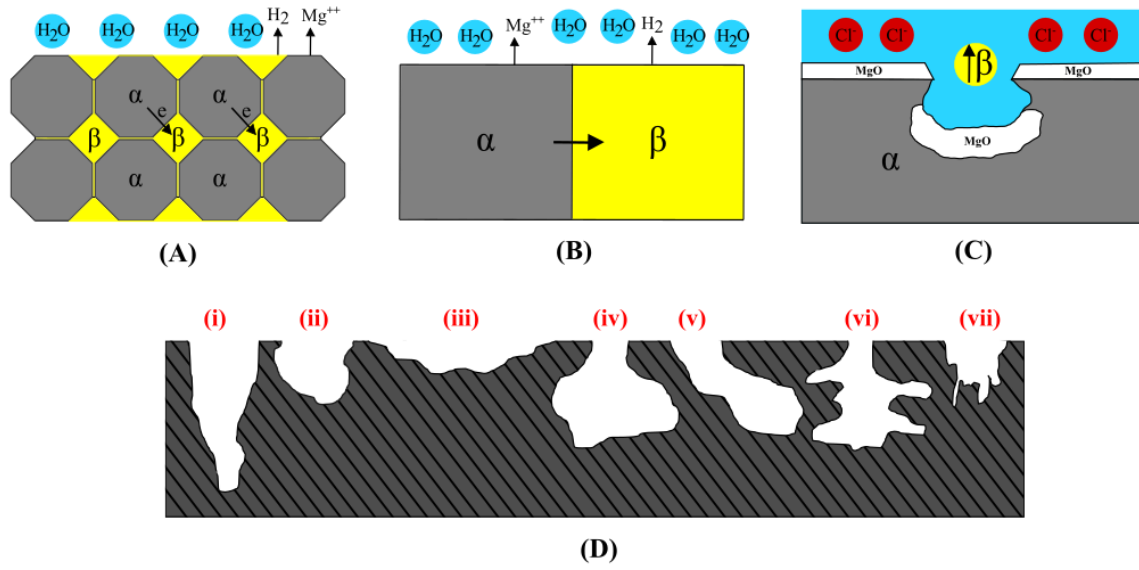 H2 Mg++
H2O H2O H2O H2O
α α
e e
β β β
α α
(A)
H2O H2O Mg++ H2O H2O H2 H2O H2O
α β
(B)
Cl- Cl- Cl- Cl-
β
MgO MgO
MgO
α
(C)
(i) (ii) (iii) (iv) (v) (vi) (vii)
(D)